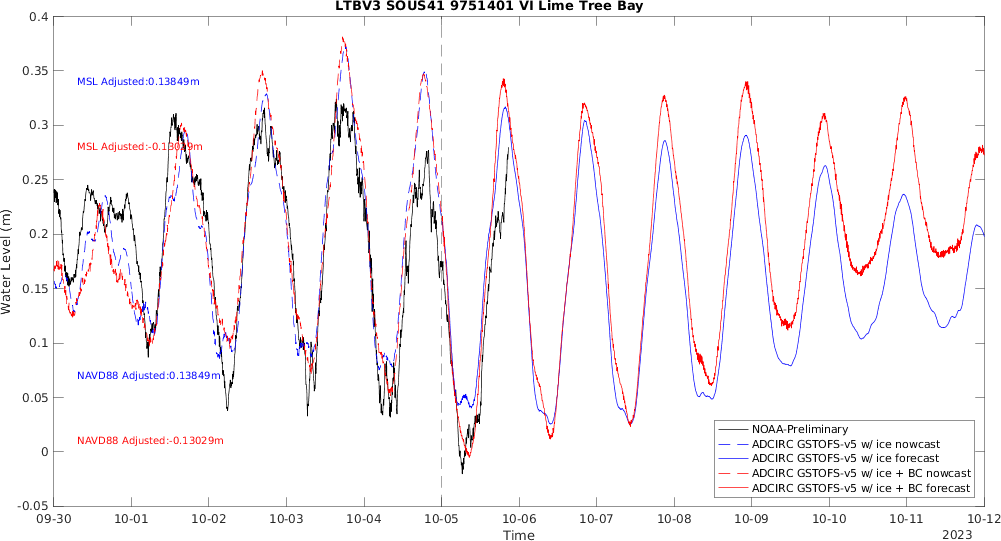 LTBV3 SOUS41 9751401 VI Lime Tree Bay
0.4
0.35
0.3
0.25
0.2
0.15
0.1
0.05
0
-0.05
Water Level (m)
MSL Adjusted:0.13849m
MSL Adjusted:-0.13029m
NAVD88 Adjusted:0.13849m
NAVD88 Adjusted:-0.13029m
NOAA-Preliminary
ADCIRC GSTOFS-v5 w/ ice nowcast
ADCIRC GSTOFS-v5 w/ ice forecast
ADCIRC GSTOFS-v5 w/ ice + BC nowcast
ADCIRC GSTOFS-v5 w/ ice + BC forecast
09-30 10-01 10-02 10-03 10-04 10-05 10-06 10-07 10-08 10-09 10-10 10-11 10-12
Time
2023